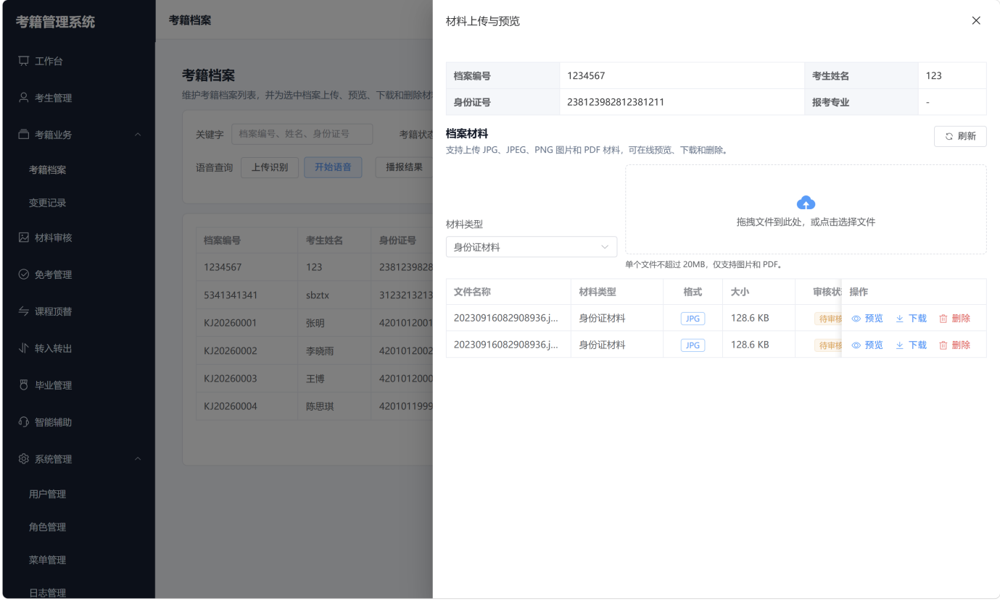 考籍管理系统
工作台
考生管理
考籍业务
考籍档案
变更记录
材料审核
免考管理
课程顶替
转入转出
毕业管理
智能辅助
系统管理
用户管理
角色管理
菜单管理
日志管理
考籍档案
考籍档案
维护考籍档案列表，并为选中档案上传、预览、下载和删除材
关键字 档案编号、姓名、身份证号 考籍状态
语音查询 上传识别 开始语音 播报结果
档案编号 考生姓名 身份证号
1234567 123 2381239828
5341341341 sbztx 3123213213
KJ20260001 张明 4201012001
KJ20260002 李晓雨 4201012002
KJ20260003 王博 4201012000
KJ20260004 陈思琪 4201011999
材料上传与预览
档案编号 1234567 考生姓名 123
身份证号 238123982812381211 报考专业 -
档案材料
刷新
支持上传 JPG、JPEG、PNG 图片和 PDF 材料，可在线预览、下载和删除。
拖拽文件到此处，或点击选择文件
材料类型
身份证材料
单个文件不超过 20MB，仅支持图片和 PDF。
文件名称 材料类型 格式 大小 审核状 操作
20230916082908936.j... 身份证材料 JPG 128.6 KB 待审核 预览 下载 删除
20230916082908936.j... 身份证材料 JPG 128.6 KB 待审核 预览 下载 删除